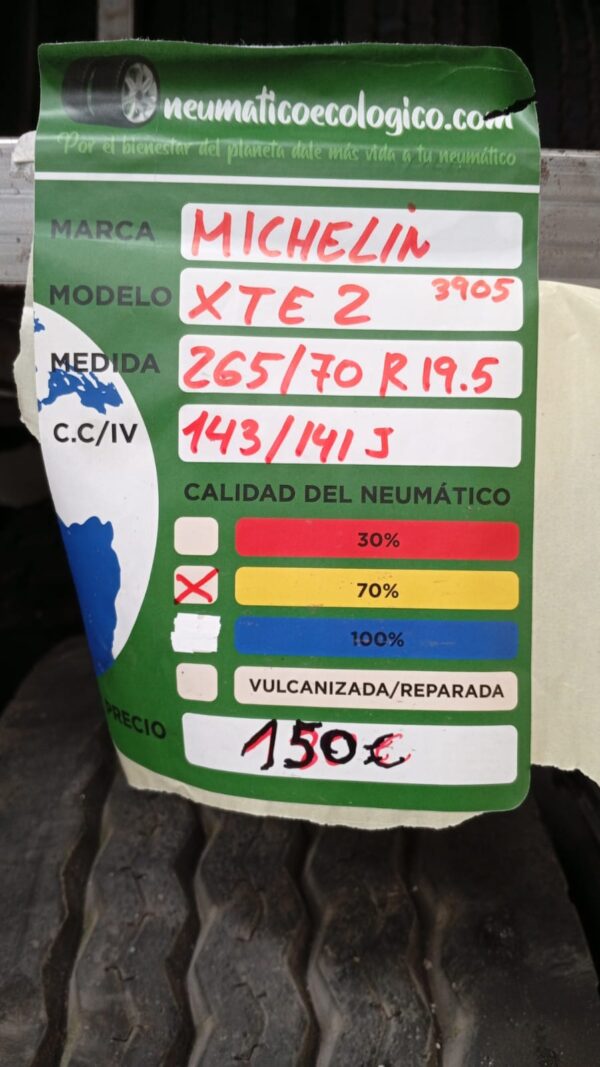 neumaticoecologico.com
Por el bienestar del planeta dale más vida a tu neumático
MARCA MICHELIN
MODELO XTE 2 3905
MEDIDA 265/70 R 19.5
C.C/IV 143/141 J
CALIDAD DEL NEUMÁTICO
30%
X 70%
100%
VULCANIZADA/REPARADA
PRECIO 150€